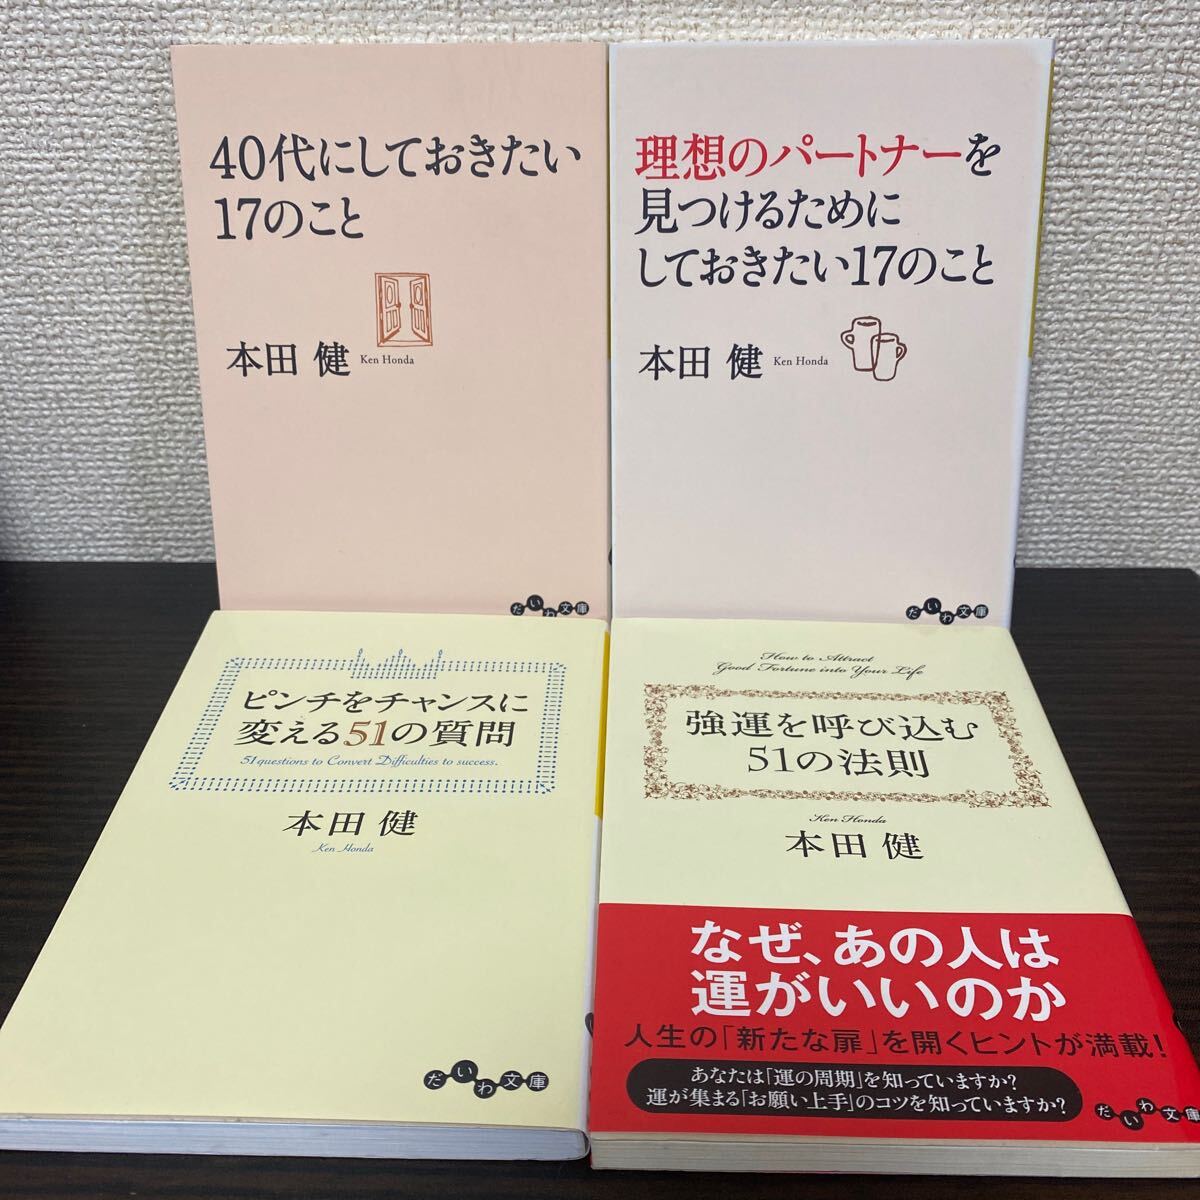 40代にしておきたい
17のこと
本田 健 Ken Honda
だいわ文庫
理想のパートナーを
見つけるために
しておきたい17のこと
本田 健 Ken Honda
だいわ文庫
ピンチをチャンスに
変える51の質問
51 questions to Convert Difficulties to success.
本田 健
Ken Honda
だいわ文庫
How to Attract
Good Fortune into Your Life
強運を呼び込む
51の法則
Ken Honda
本田 健
なぜ、あの人は
運がいいのか
人生の「新たな扉」を開くヒントが満載!
あなたは「運の周期」を知っていますか?
運が集まる「お願い上手」のコツを知っていますか?
だいわ文庫